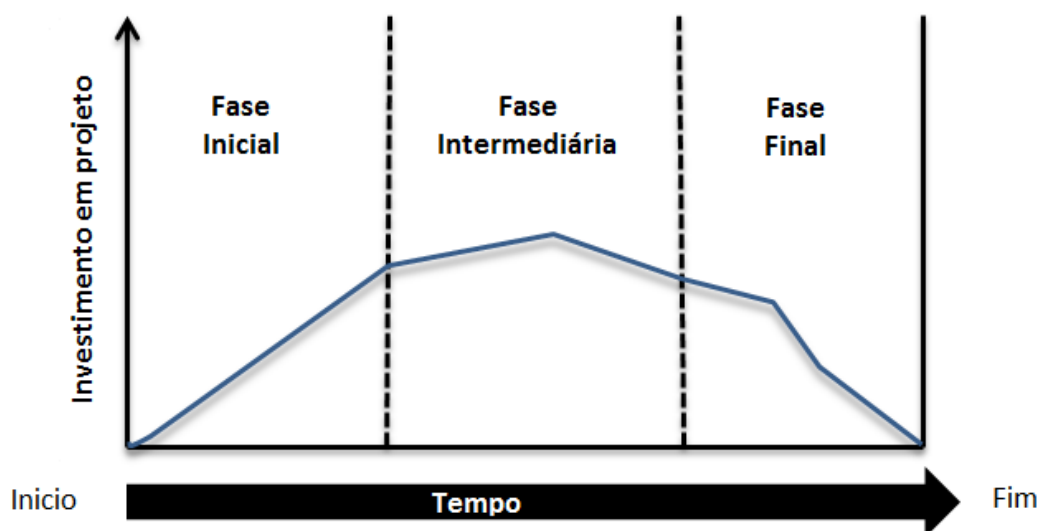 Investimento em projeto
Fase
Inicial
Fase
Intermediária
Fase
Final
Inicio
Tempo
Fim